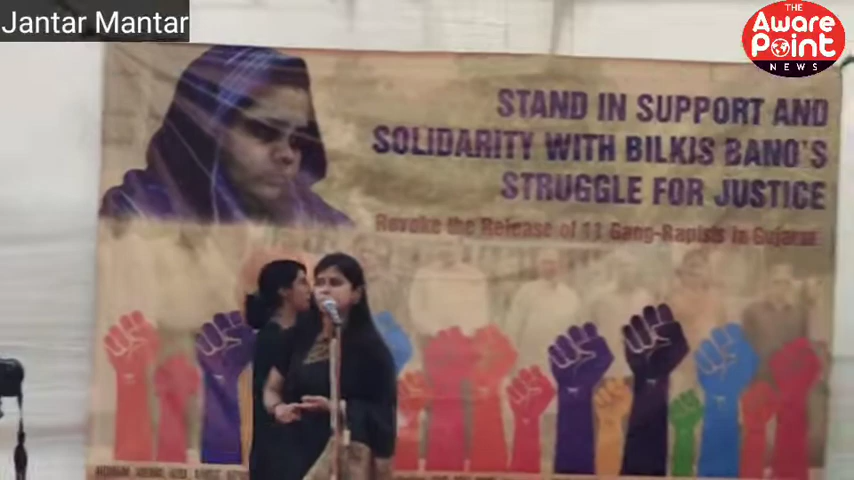 Jantar Mantar
THE
Aware
Point
NEWS
STAND IN SUPPORT AND
SOLIDARITY WITH BILKIS BANO'S
STRUGGLE FOR JUSTICE
Revoke the Release of 11 Gang-Rapists in Gujarat